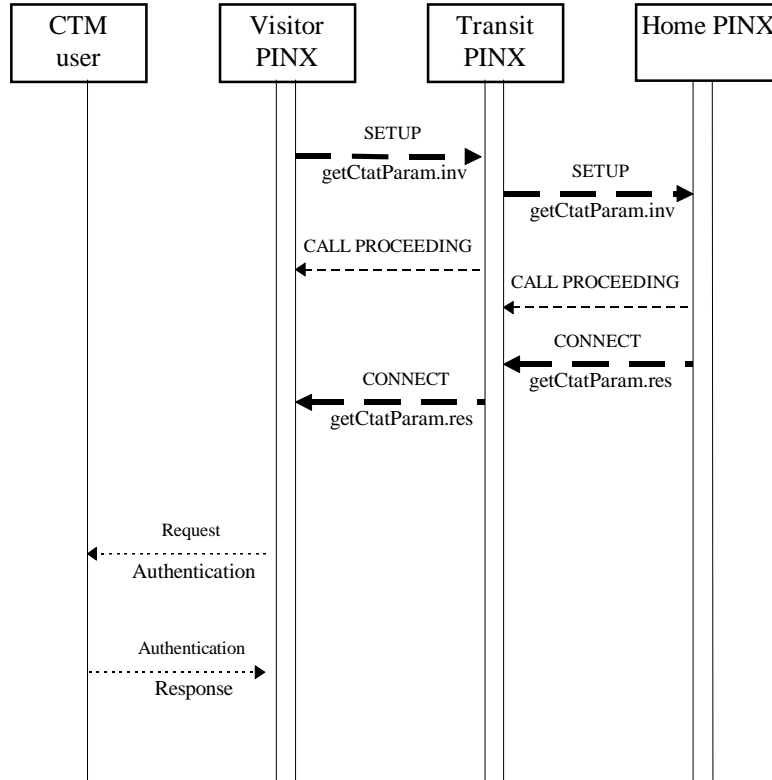 CTM
user
Visitor
PINX
Transit
PINX
Home PINX
SETUP
getCtatParam.inv
SETUP
getCtatParam.inv
CALL PROCEEDING
CALL PROCEEDING
CONNECT
getCtatParam.res
CONNECT
getCtatParam.res
Request
Authentication
Authentication
Response